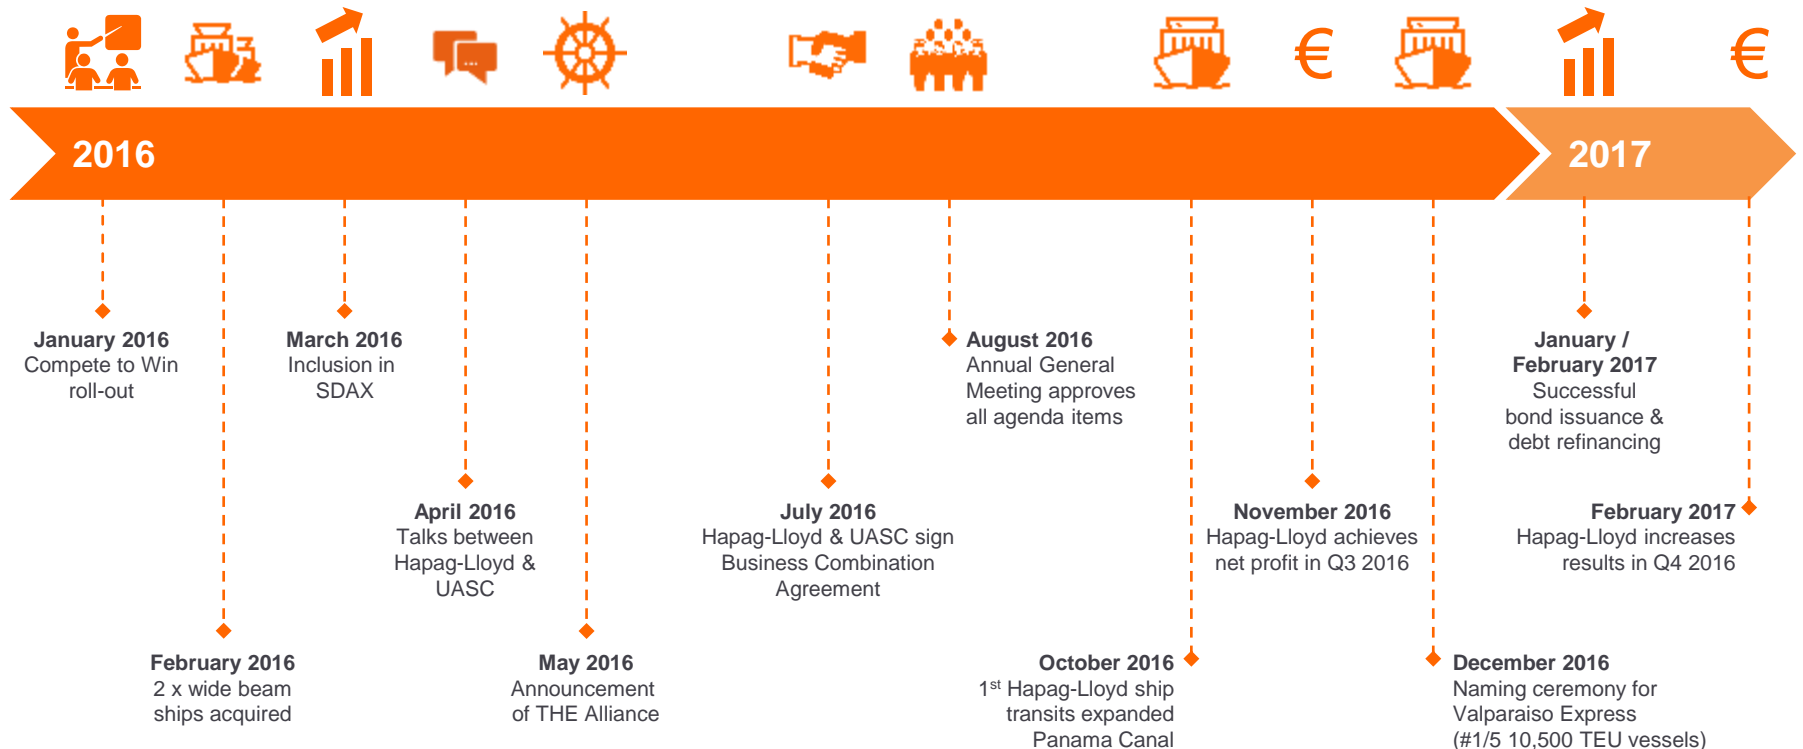 2016
2017
January 2016
Compete to Win
roll-out
February 2016
2 x wide beam
ships acquired
March 2016
Inclusion in
SDAX
April 2016
Talks between
Hapag-Lloyd &
UASC
May 2016
Announcement
of THE Alliance
July 2016
Hapag-Lloyd & UASC sign
Business Combination
Agreement
August 2016
Annual General
Meeting approves
all agenda items
October 2016
1st Hapag-Lloyd ship
transits expanded
Panama Canal
November 2016
Hapag-Lloyd achieves
net profit in Q3 2016
December 2016
Naming ceremony for
Valparaiso Express
(#1/5 10,500 TEU vessels)
January /
February 2017
Successful
bond issuance &
debt refinancing
February 2017
Hapag-Lloyd increases
results in Q4 2016